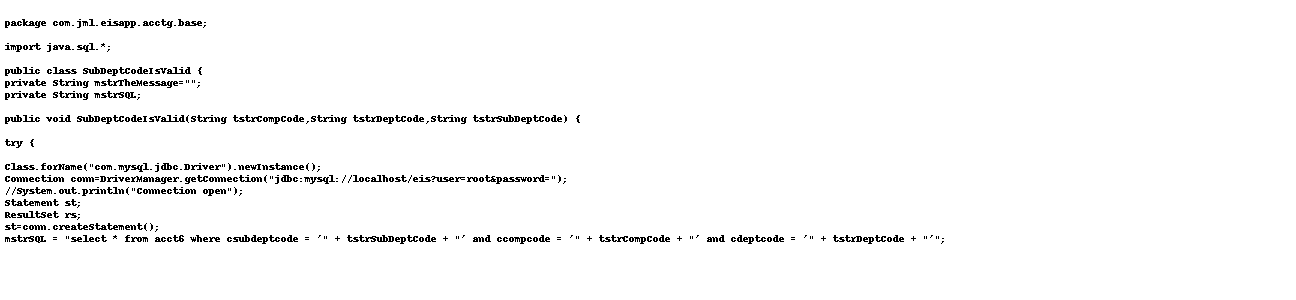 package com.jml.eisapp.acctg.base;
import java.sql.*;
public class SubDeptCodeIsValid {
private String mstrTheMessage="";
private String mstrSQL;
public void SubDeptCodeIsValid(String tstrCompCode,String tstrDeptCode,String tstrSubDeptCode) {
try {
Class.forName("com.mysql.jdbc.Driver").newInstance();
Connection conn=DriverManager.getConnection("jdbc:mysql://localhost/eis?user=root&password=");
//System.out.println("Connection open");
Statement st;
ResultSet rs;
st=conn.createStatement();
mstrSQL = "select * from acct6 where csubdeptcode = '" + tstrSubDeptCode + "' and ccompcode = '" + tstrCompCode + "' and cdeptcode = '" + tstrDeptCode + "'";